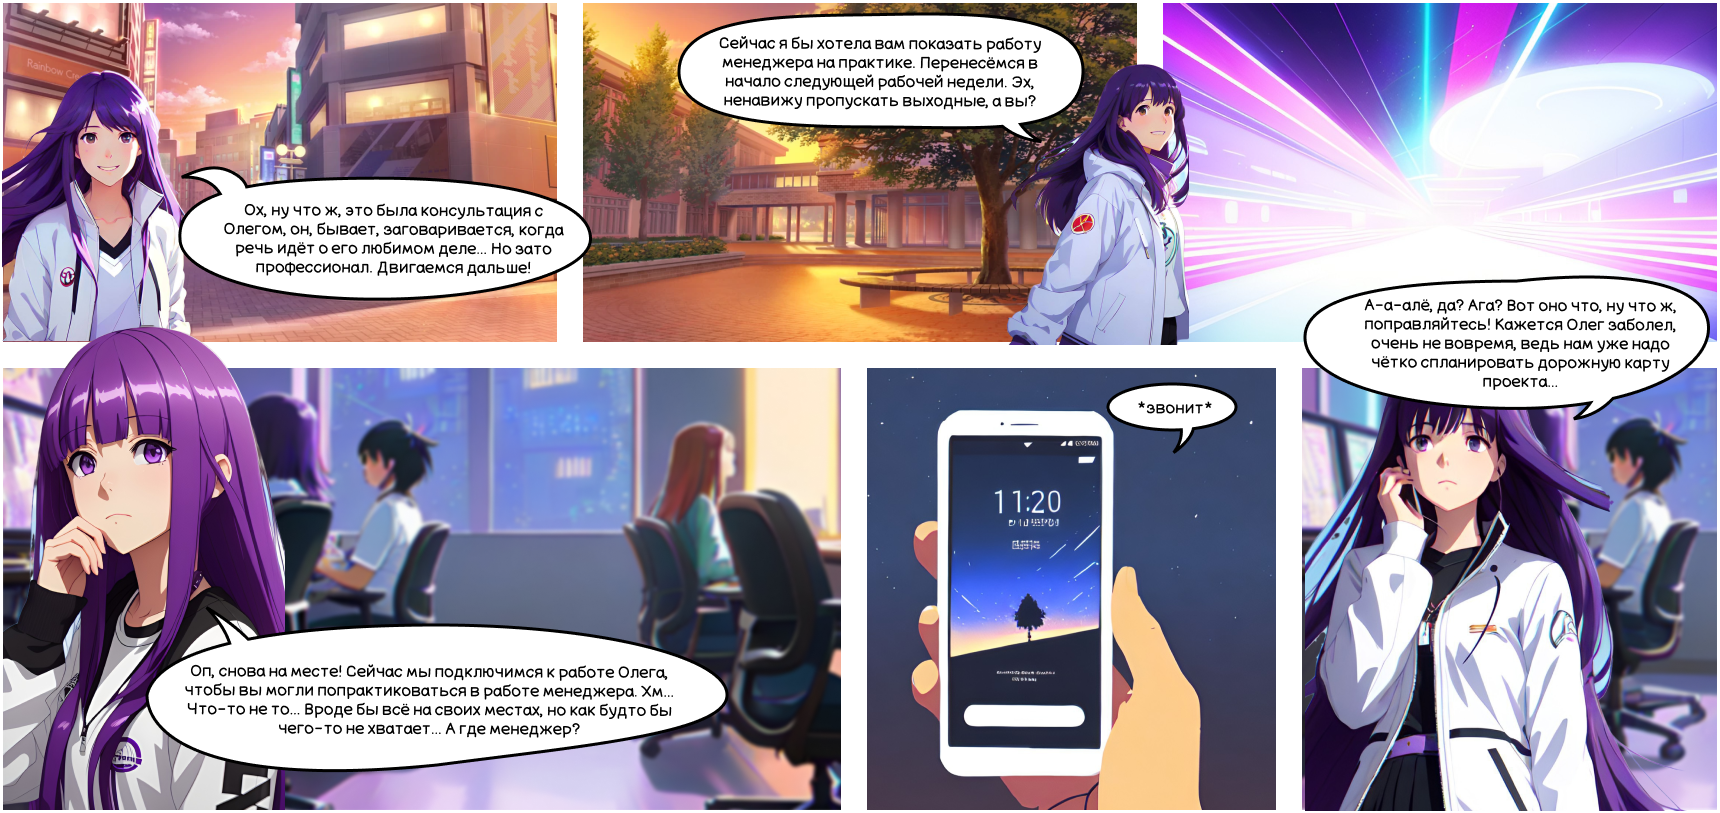 Rainbow Cre
Ох, ну что ж, это была консультация с
Олегом, он, бывает, заговаривается, когда
речь идёт о его любимом деле... Но зато
профессионал. Двигаемся дальше!
Сейчас я бы хотела вам показать работу
менеджера на практике. Перенесёмся в
начало следующей рабочей недели. Эх,
ненавижу пропускать выходные, а вы?
Оп, снова на месте! Сейчас мы подключимся к работе Олега,
чтобы вы могли попрактиковаться в работе менеджера. Хм...
Что-то не то... Вроде бы всё на своих местах, но как будто бы
чего-то не хватает... А где менеджер?
*звонит*
11:20
А-а-алё, да? Ага? Вот оно что, ну что ж,
поправляйтесь! Кажется Олег заболел,
очень не вовремя, ведь нам уже надо
чётко спланировать дорожную карту
проекта...